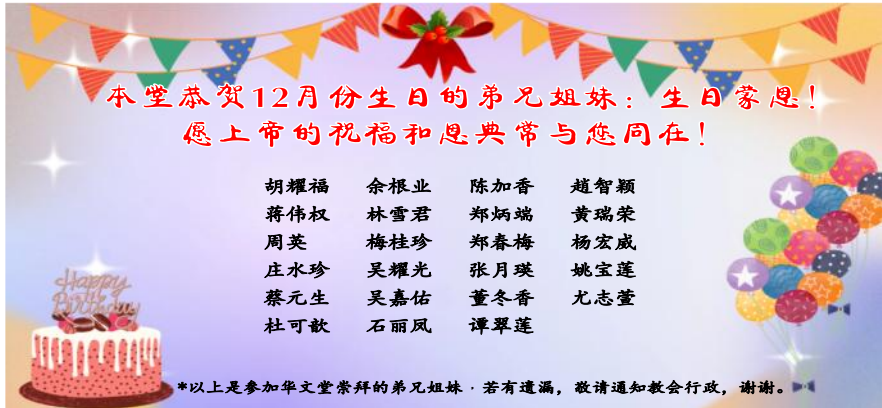 本堂恭贺12月份生日的弟兄姐妹：生日蒙恩！
愿上帝的祝福和恩典常与您同在！
胡耀福 余根业 陈加香 赵智颖
蒋伟权 林雪君 郑炳端 黄瑞荣
周英 梅桂珍 郑春梅 杨宏威
庄水珍 吴耀光 张月瑛 姚宝莲
蔡元生 吴嘉佑 董冬香 尤志萱
杜可歆 石丽凤 谭翠莲
Happy
Birthday
*以上是参加华文堂崇拜的弟兄姐妹·若有遗漏，敬请通知教会行政，谢谢。